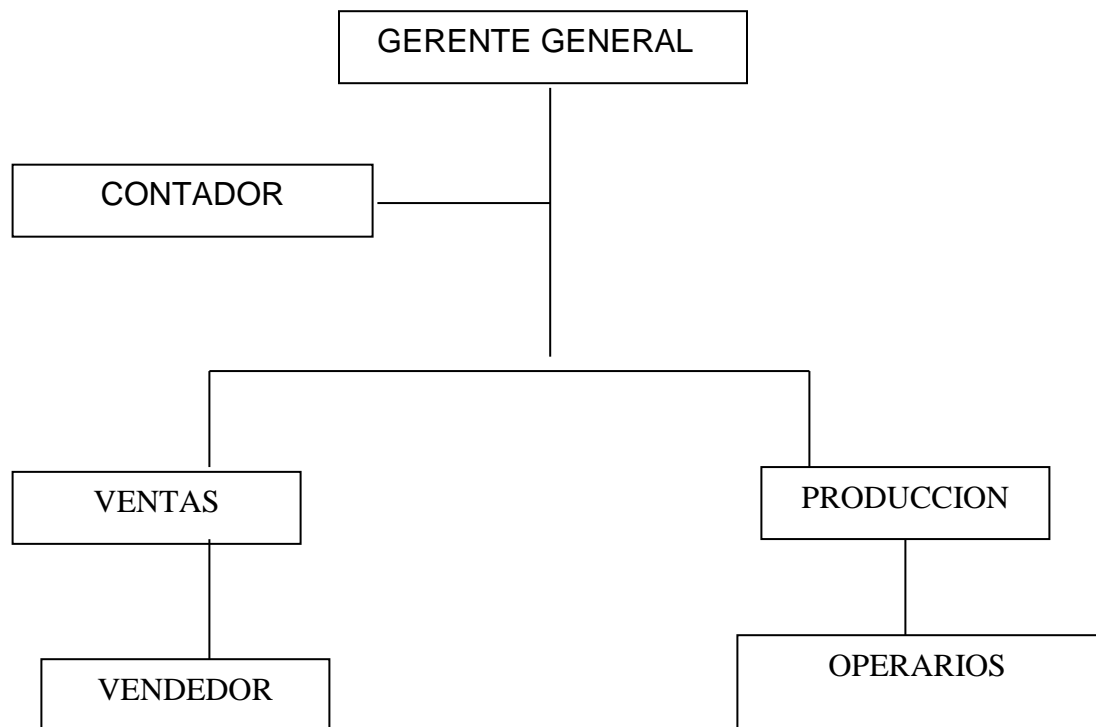 GERENTE GENERAL
CONTADOR
VENTAS
PRODUCCION
VENDEDOR
OPERARIOS